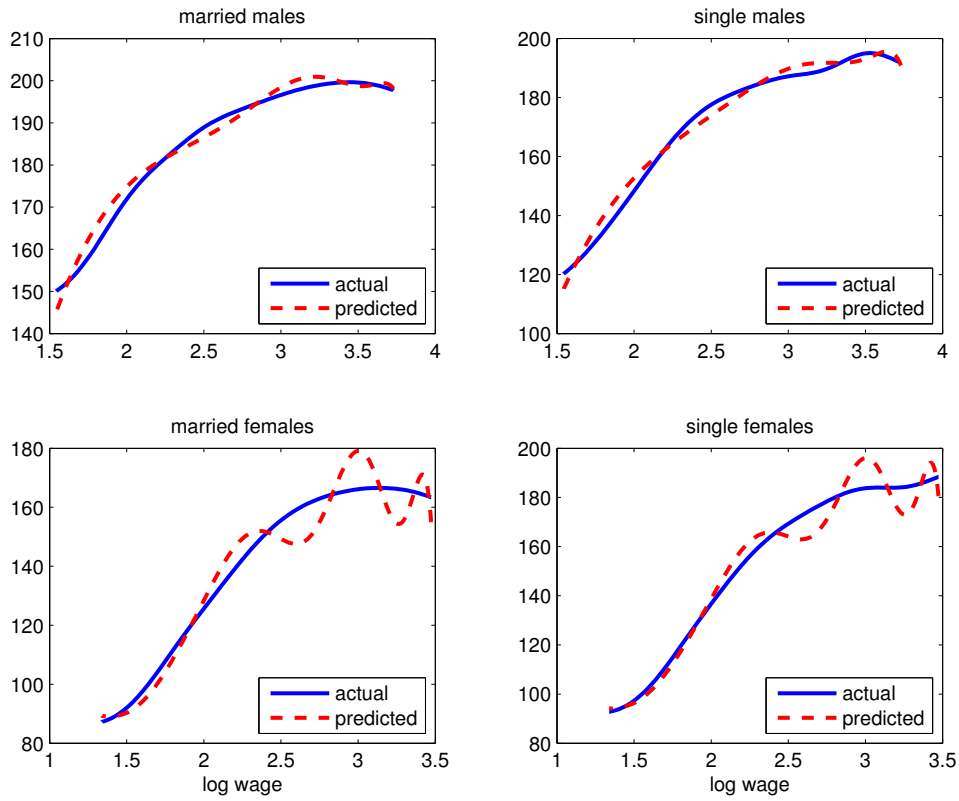 married males
210
200
190
180
170
160
150
140
1.5 2 2.5 3 3.5 4
actual
predicted
single males
200
180
160
140
120
100
1.5 2 2.5 3 3.5 4
actual
predicted
married females
180
160
140
120
100
80
1 1.5 2 2.5 3 3.5
log wage
actual
predicted
single females
200
180
160
140
120
100
80
1 1.5 2 2.5 3 3.5
log wage
actual
predicted